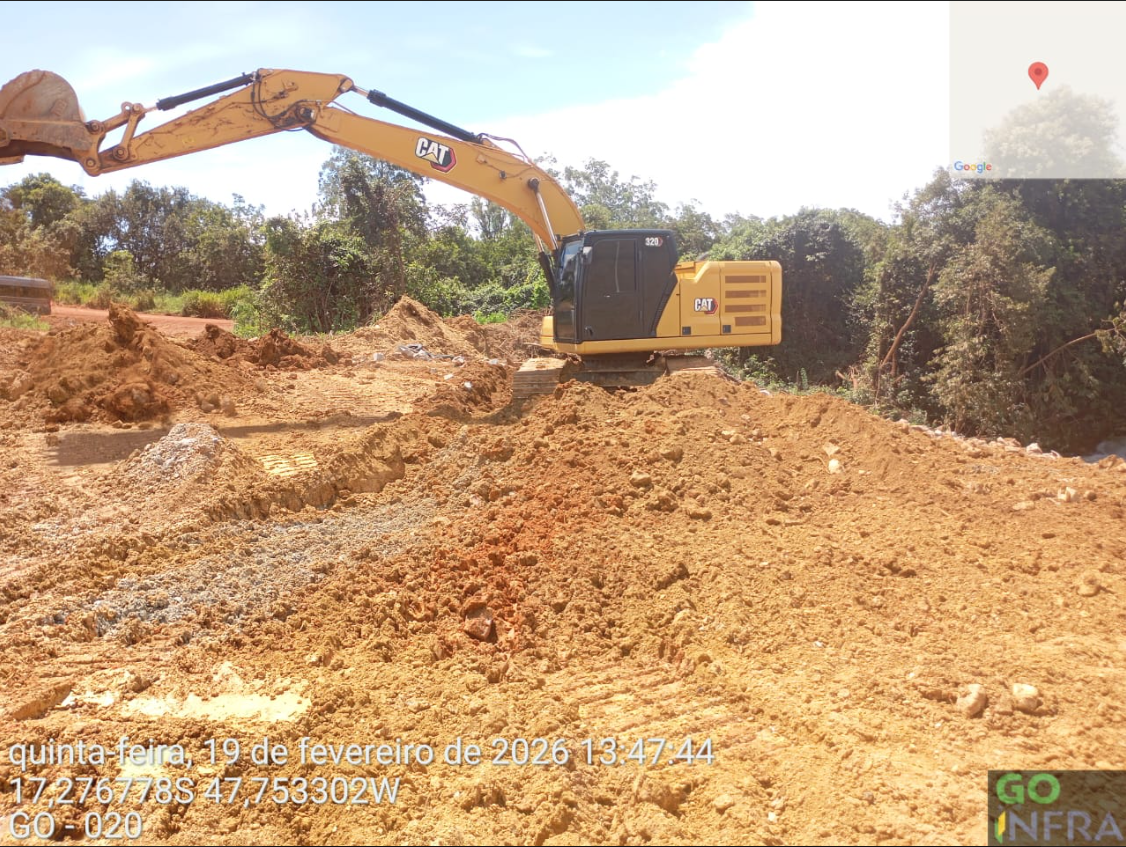 Google
CAT
320
CAT
quinta-feira, 19 de fevereiro de 2026 13:47:44
17,276778S 47,753302W
GO - 020
GO
INFRA